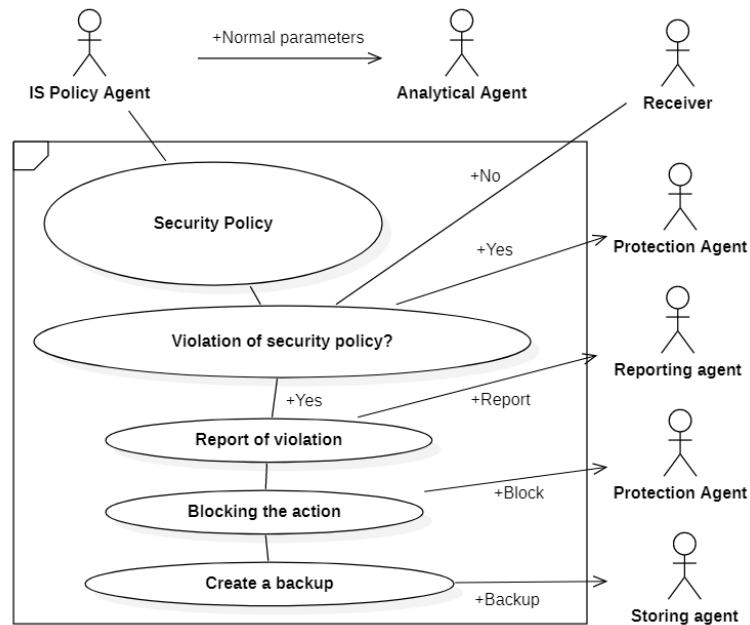 +Normal parameters
IS Policy Agent
Analytical Agent
Receiver
+No
Security Policy
+Yes
Protection Agent
Violation of security policy?
Reporting agent
+Yes
+Report
Report of violation
+Block
Protection Agent
Blocking the action
Create a backup
+Backup
Storing agent